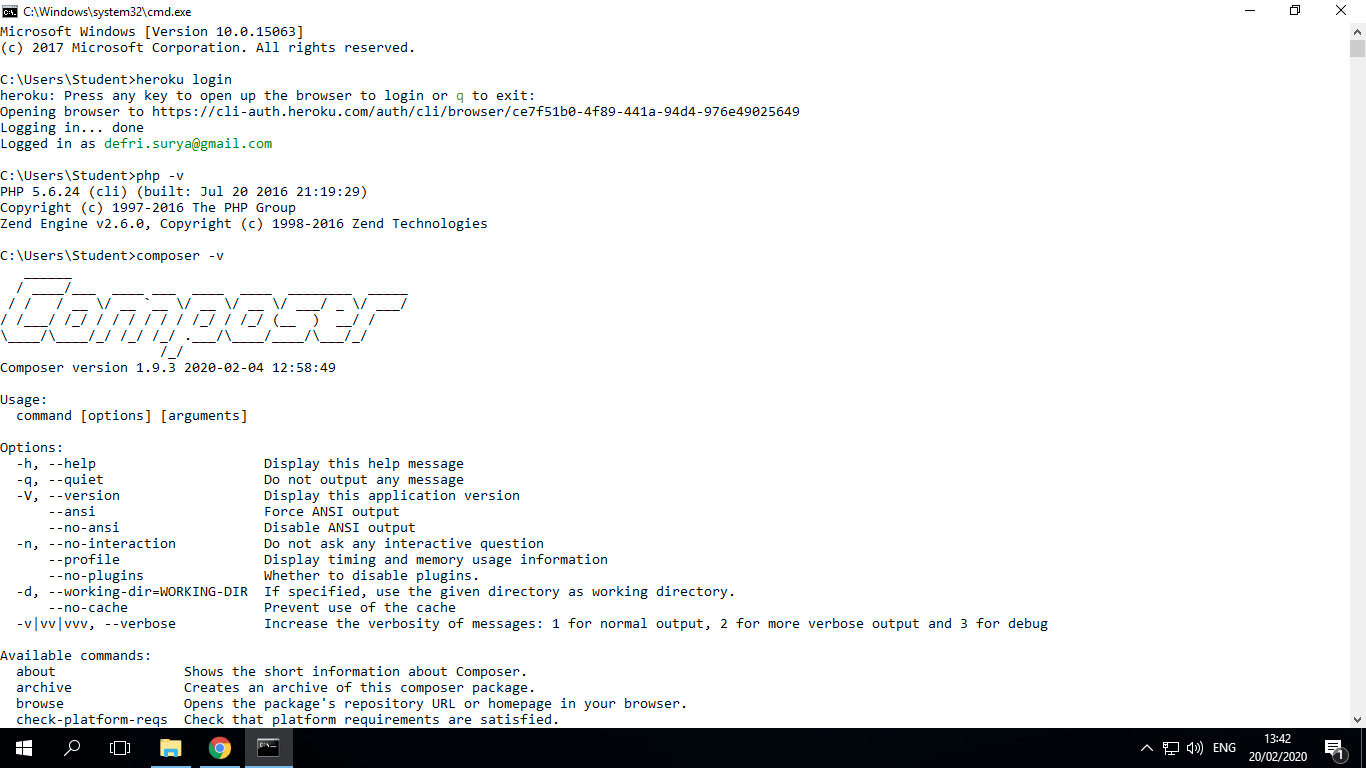 C:\Windows\system32\cmd.exe
Microsoft Windows [Version 10.0.15063]
(c) 2017 Microsoft Corporation. All rights reserved.
C:\Users\Student>heroku login
heroku: Press any key to open up the browser to login or q to exit:
Opening browser to https://cli-auth.heroku.com/auth/cli/browser/ce7f51b0-4f89-441a-94d4-976e49025649
Logging in... done
Logged in as defri.surya@gmail.com
C:\Users\Student>php -v
PHP 5.6.24 (cli) (built: Jul 20 2016 21:19:29)
Copyright (c) 1997-2016 The PHP Group
Zend Engine v2.6.0, Copyright (c) 1998-2016 Zend Technologies
C:\Users\Student>composer -v
Composer
Composer version 1.9.3 2020-02-04 12:58:49
Usage:
  command [options] [arguments]
Options:
  -h, --help                     Display this help message
  -q, --quiet                    Do not output any message
  -V, --version                  Display this application version
      --ansi                     Force ANSI output
      --no-ansi                  Disable ANSI output
  -n, --no-interaction           Do not ask any interactive question
      --profile                  Display timing and memory usage information
      --no-plugins               Whether to disable plugins.
  -d, --working-dir=WORKING-DIR  If specified, use the given directory as working directory.
      --no-cache                 Prevent use of the cache
  -v|vv|vvv, --verbose           Increase the verbosity of messages: 1 for normal output, 2 for more verbose output and 3 for debug
Available commands:
  about                Shows the short information about Composer.
  archive              Creates an archive of this composer package.
  browse               Opens the package's repository URL or homepage in your browser.
  check-platform-reqs  Check that platform requirements are satisfied.
ENG
13:42
20/02/2020
1